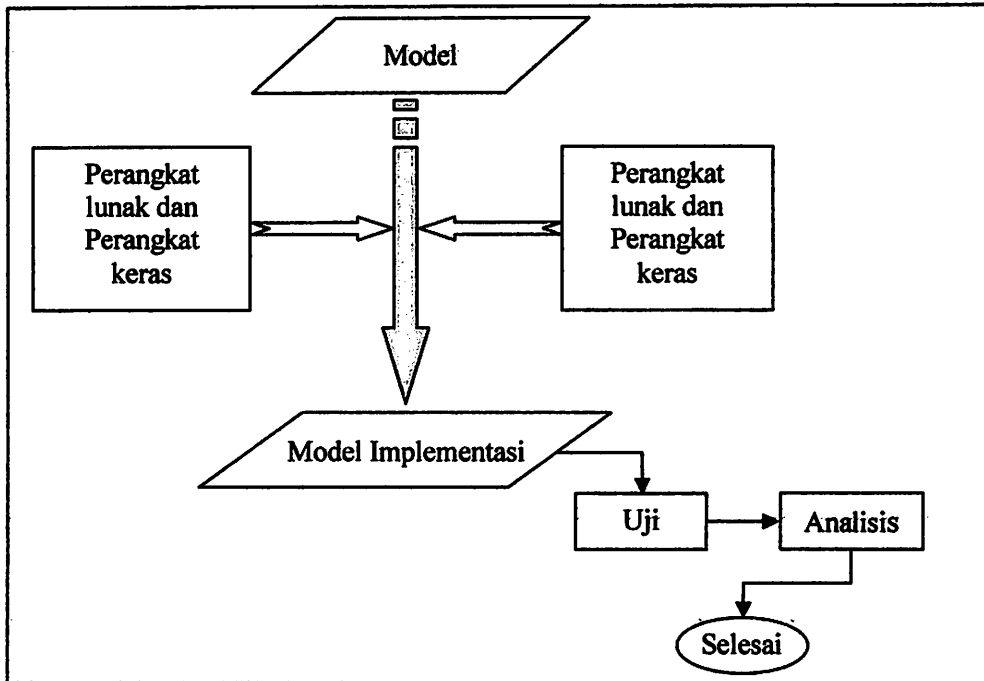 Model
Perangkat
lunak dan
Perangkat
keras
Perangkat
lunak dan
Perangkat
keras
Model Implementasi
Uji
Analisis
Selesai